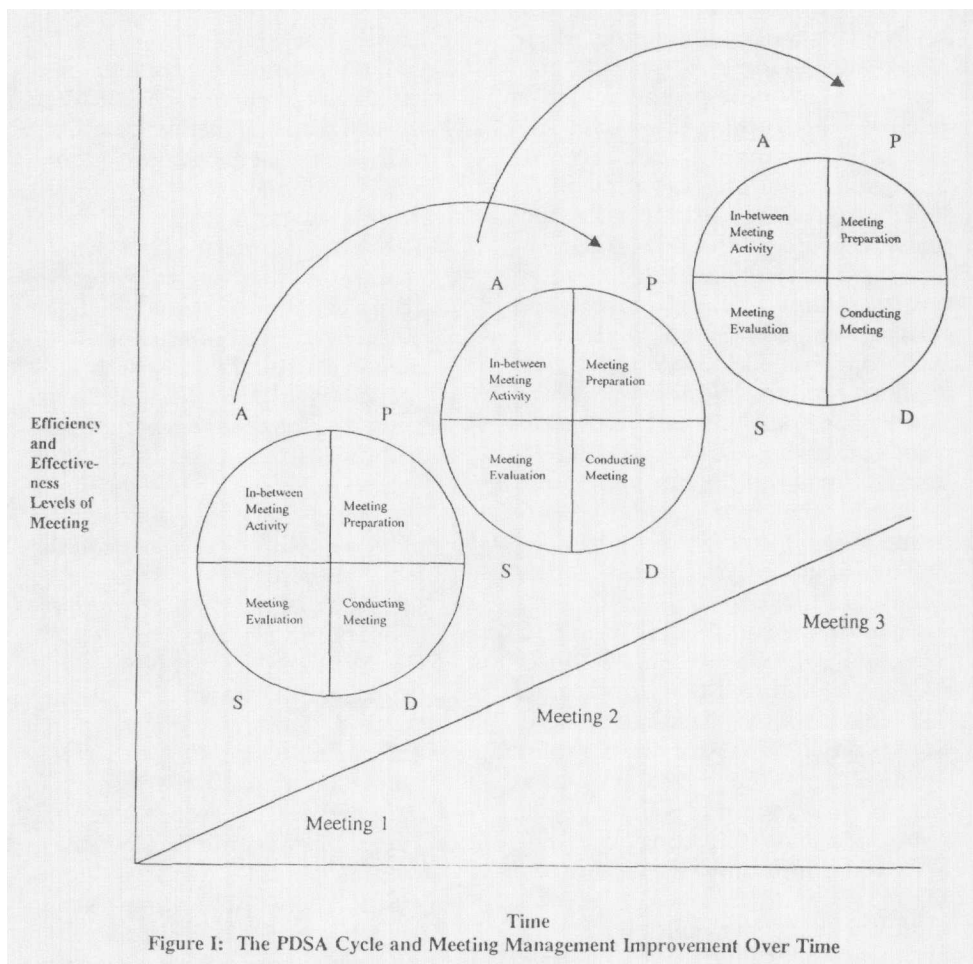 A P
In-between
Meeting
Activity
Meeting
Preparation
Meeting
Evaluation
Conducting
Meeting
S D
A P
In-between
Meeting
Activity
Meeting
Preparation
Meeting
Evaluation
Conducting
Meeting
S D
A P
In-between
Meeting
Activity
Meeting
Preparation
Meeting
Evaluation
Conducting
Meeting
S D
Efficiency
and
Effective-
ness
Levels of
Meeting
Meeting 3
Meeting 2
Meeting 1
Time
Figure I: The PDSA Cycle and Meeting Management Improvement Over Time